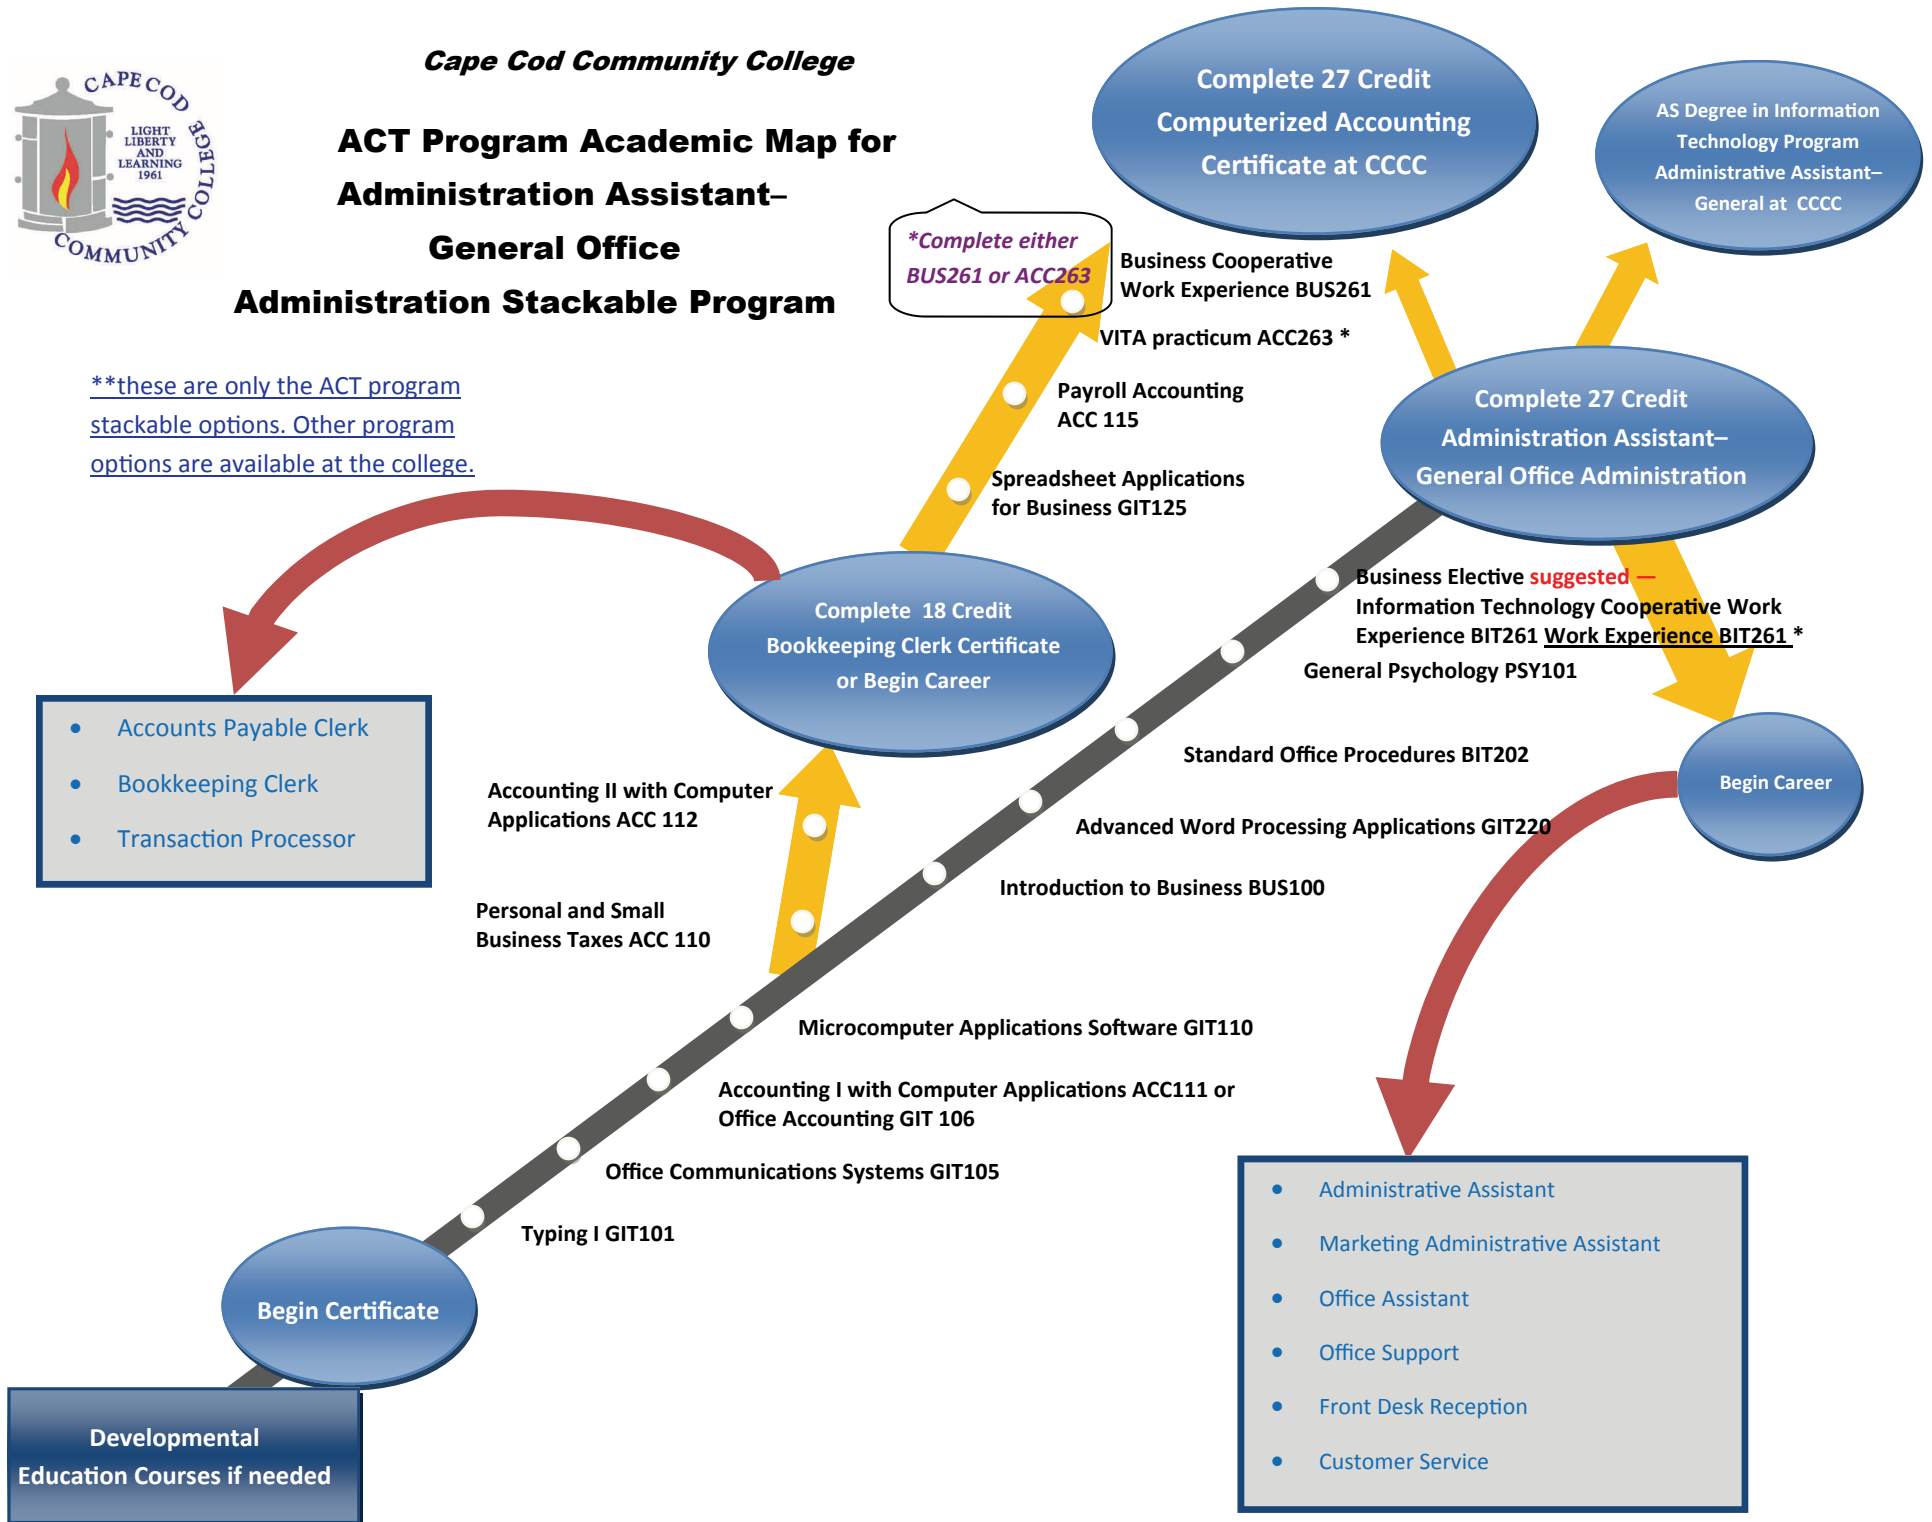 CAPE COD
COMMUNITY COLLEGE
LIGHT
LIBERTY
AND
LEARNING
1961
Cape Cod Community College
ACT Program Academic Map for
Administration Assistant–
General Office
Administration Stackable Program
**these are only the ACT program
stackable options. Other program
options are available at the college.
Complete 27 Credit
Computerized Accounting
Certificate at CCCC
AS Degree in Information
Technology Program
Administrative Assistant–
General at CCCC
*Complete either
BUS261 or ACC263
Business Cooperative
Work Experience BUS261
VITA practicum ACC263 *
Payroll Accounting
ACC 115
Spreadsheet Applications
for Business GIT125
Complete 27 Credit
Administration Assistant–
General Office Administration
Complete 18 Credit
Bookkeeping Clerk Certificate
or Begin Career
Business Elective suggested —
Information Technology Cooperative Work
Experience BIT261 Work Experience BIT261 *
General Psychology PSY101
Standard Office Procedures BIT202
Advanced Word Processing Applications GIT220
Introduction to Business BUS100
Begin Career
• Accounts Payable Clerk
• Bookkeeping Clerk
• Transaction Processor
Accounting II with Computer
Applications ACC 112
Personal and Small
Business Taxes ACC 110
Microcomputer Applications Software GIT110
Accounting I with Computer Applications ACC111 or
Office Accounting GIT 106
Office Communications Systems GIT105
Typing I GIT101
Begin Certificate
Developmental
Education Courses if needed
• Administrative Assistant
• Marketing Administrative Assistant
• Office Assistant
• Office Support
• Front Desk Reception
• Customer Service